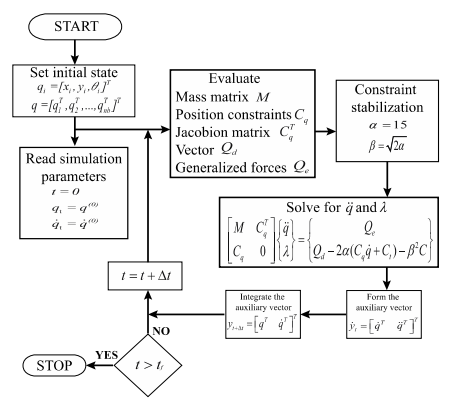 START
Set initial state
q_i = [x_i, y_i, θ_i]^T
q = [q_1^T, q_2^T, ..., q_nb^T]^T
Read simulation
parameters
t = 0
q_t = q^(0)
q̇_t = q̇^(0)
Evaluate
Mass matrix M
Position constraints C_q
Jacobion matrix C_q^T
Vector Q_d
Generalized forces Q_e
Constraint
stabilization
α = 15
β = √2α
Solve for q̈ and λ
[M C_q^T; C_q 0] {q̈; λ} = {Q_e; Q_d - 2α(C_q q̇ + C_t) - β²C}
Form the
auxiliary vector
ẏ_t = [q̇^T q̈^T]^T
Integrate the
auxiliary vector
y_t+Δt = [q^T q̇^T]^T
t = t + Δt
NO
t > t_f
YES
STOP